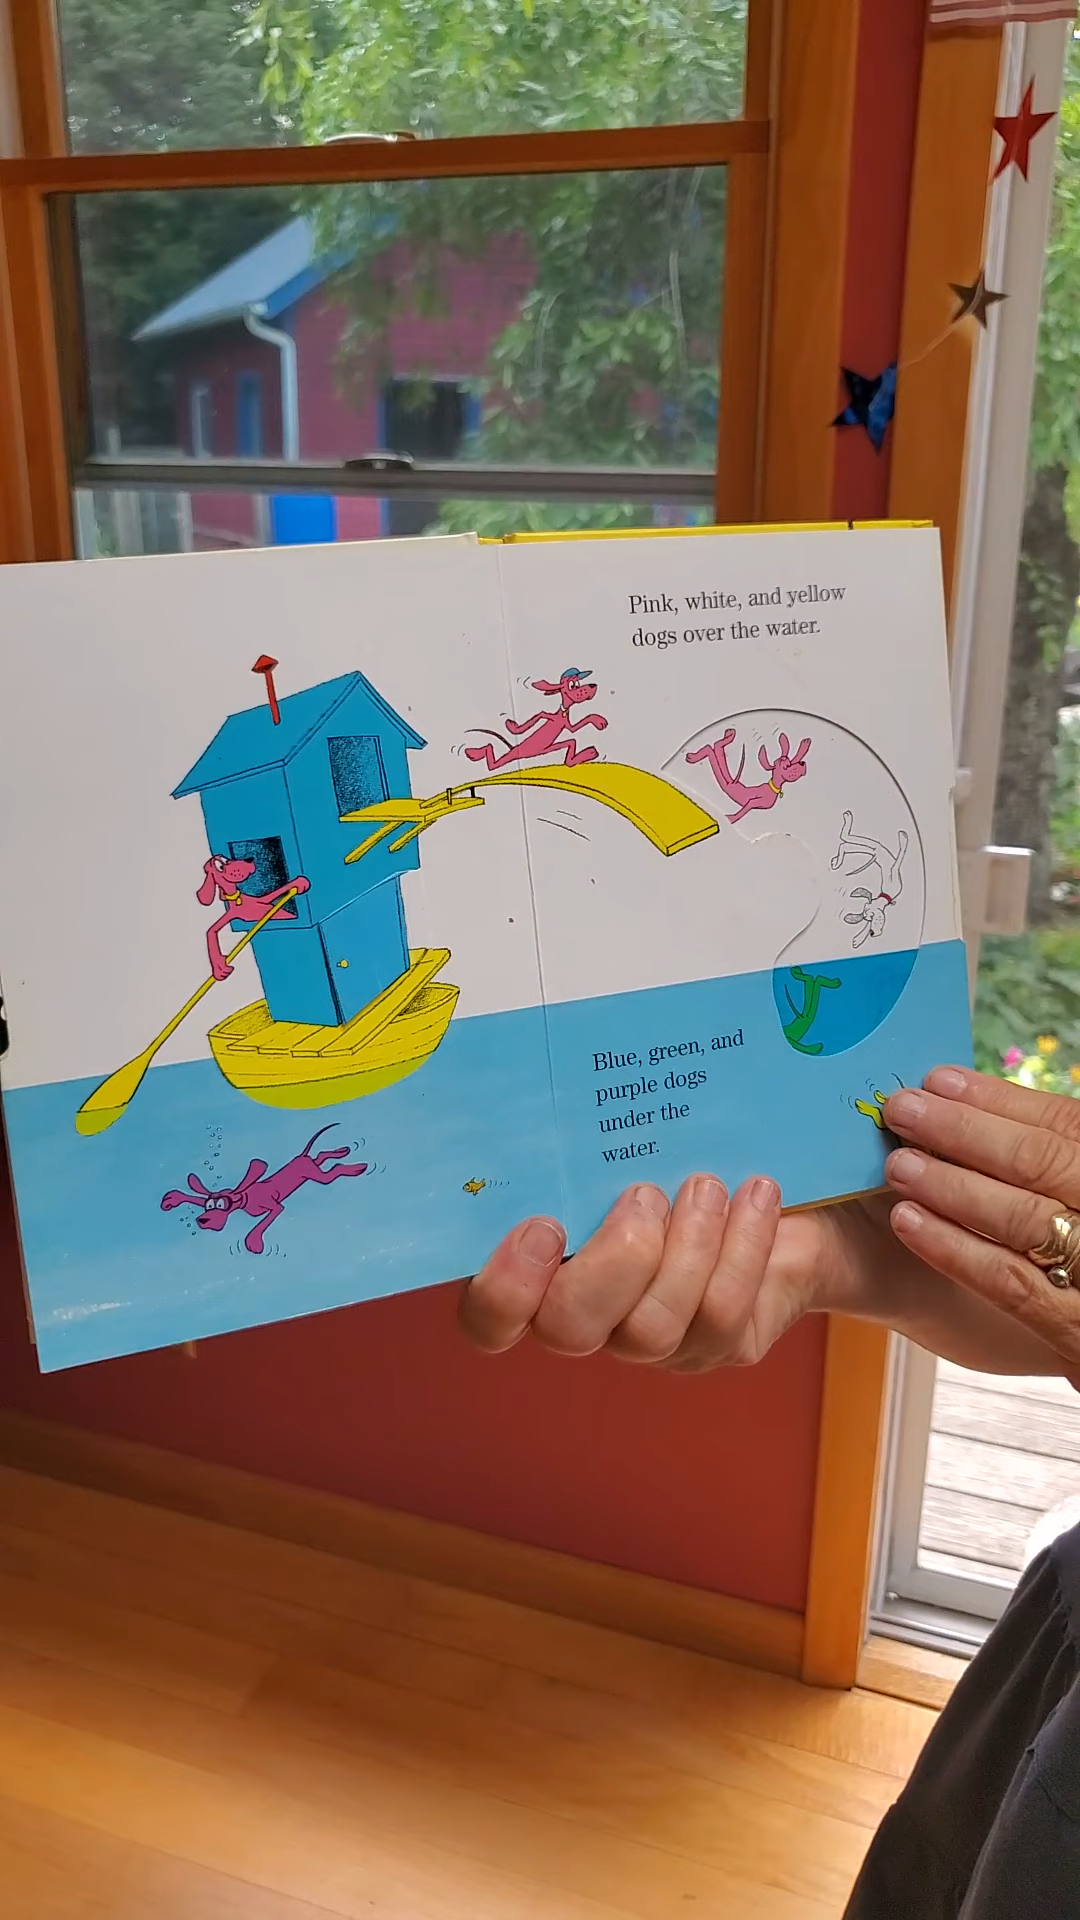 Pink, white, and yellow
dogs over the water.
Blue, green, and
purple dogs
under the
water.